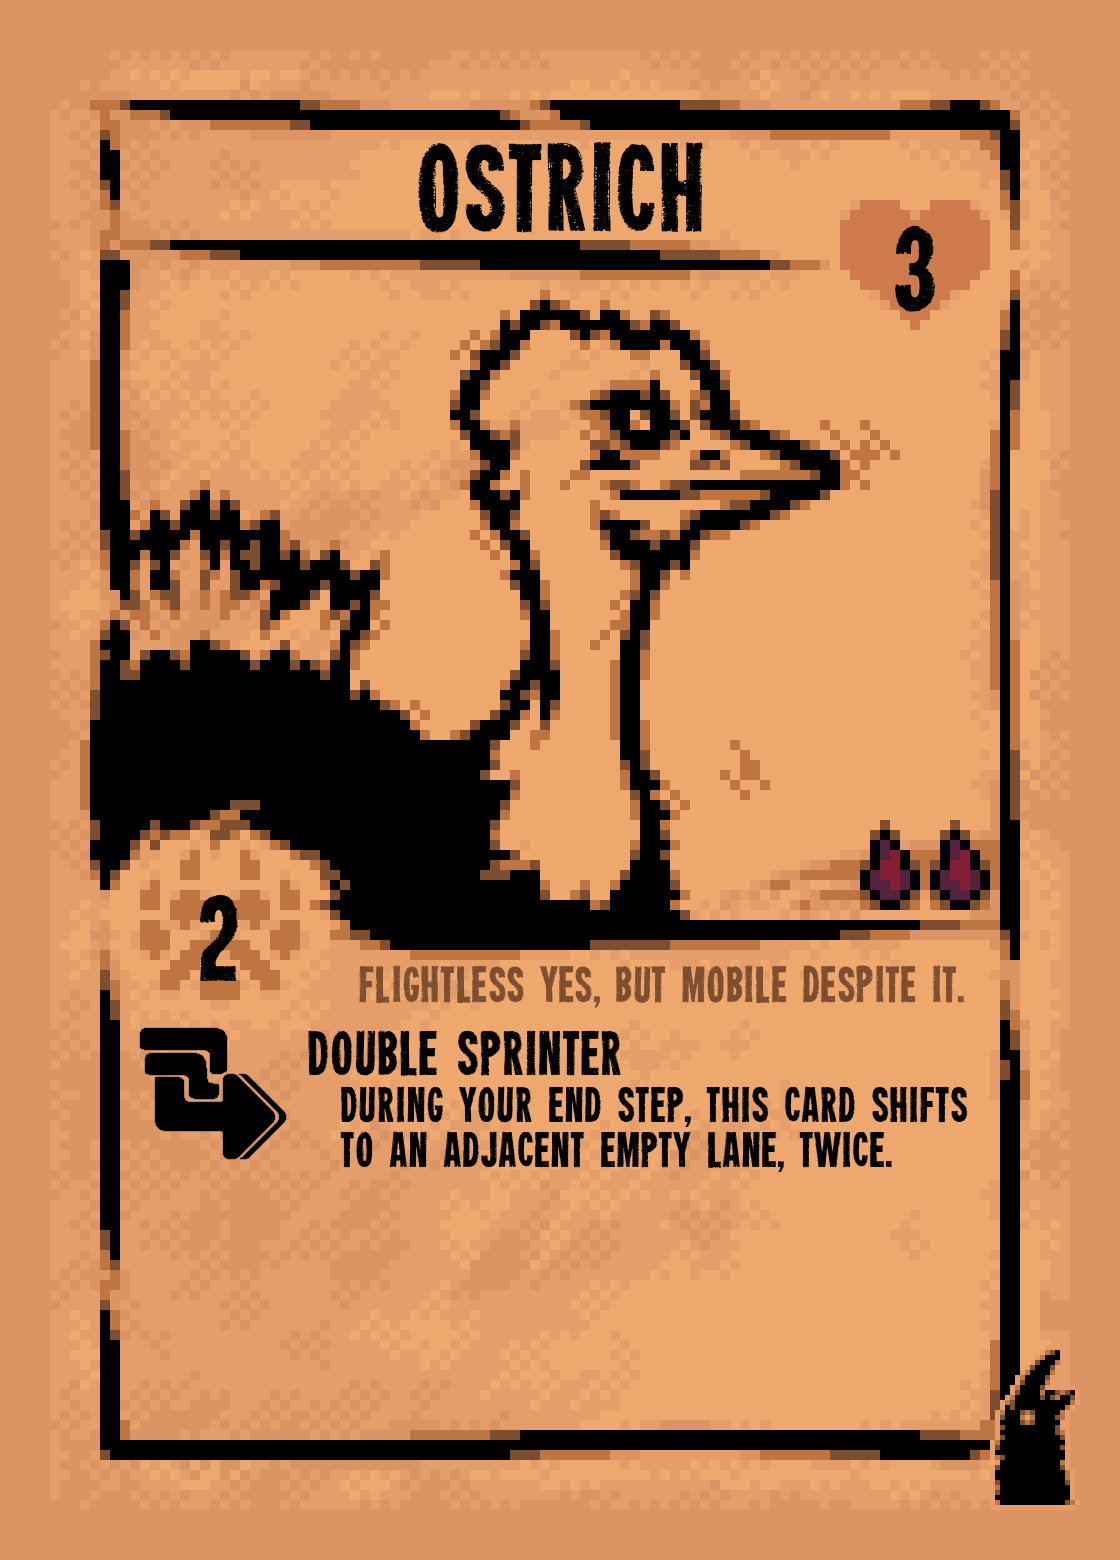 OSTRICH
3
2
FLIGHTLESS YES, BUT MOBILE DESPITE IT.
DOUBLE SPRINTER
DURING YOUR END STEP, THIS CARD SHIFTS
TO AN ADJACENT EMPTY LANE, TWICE.